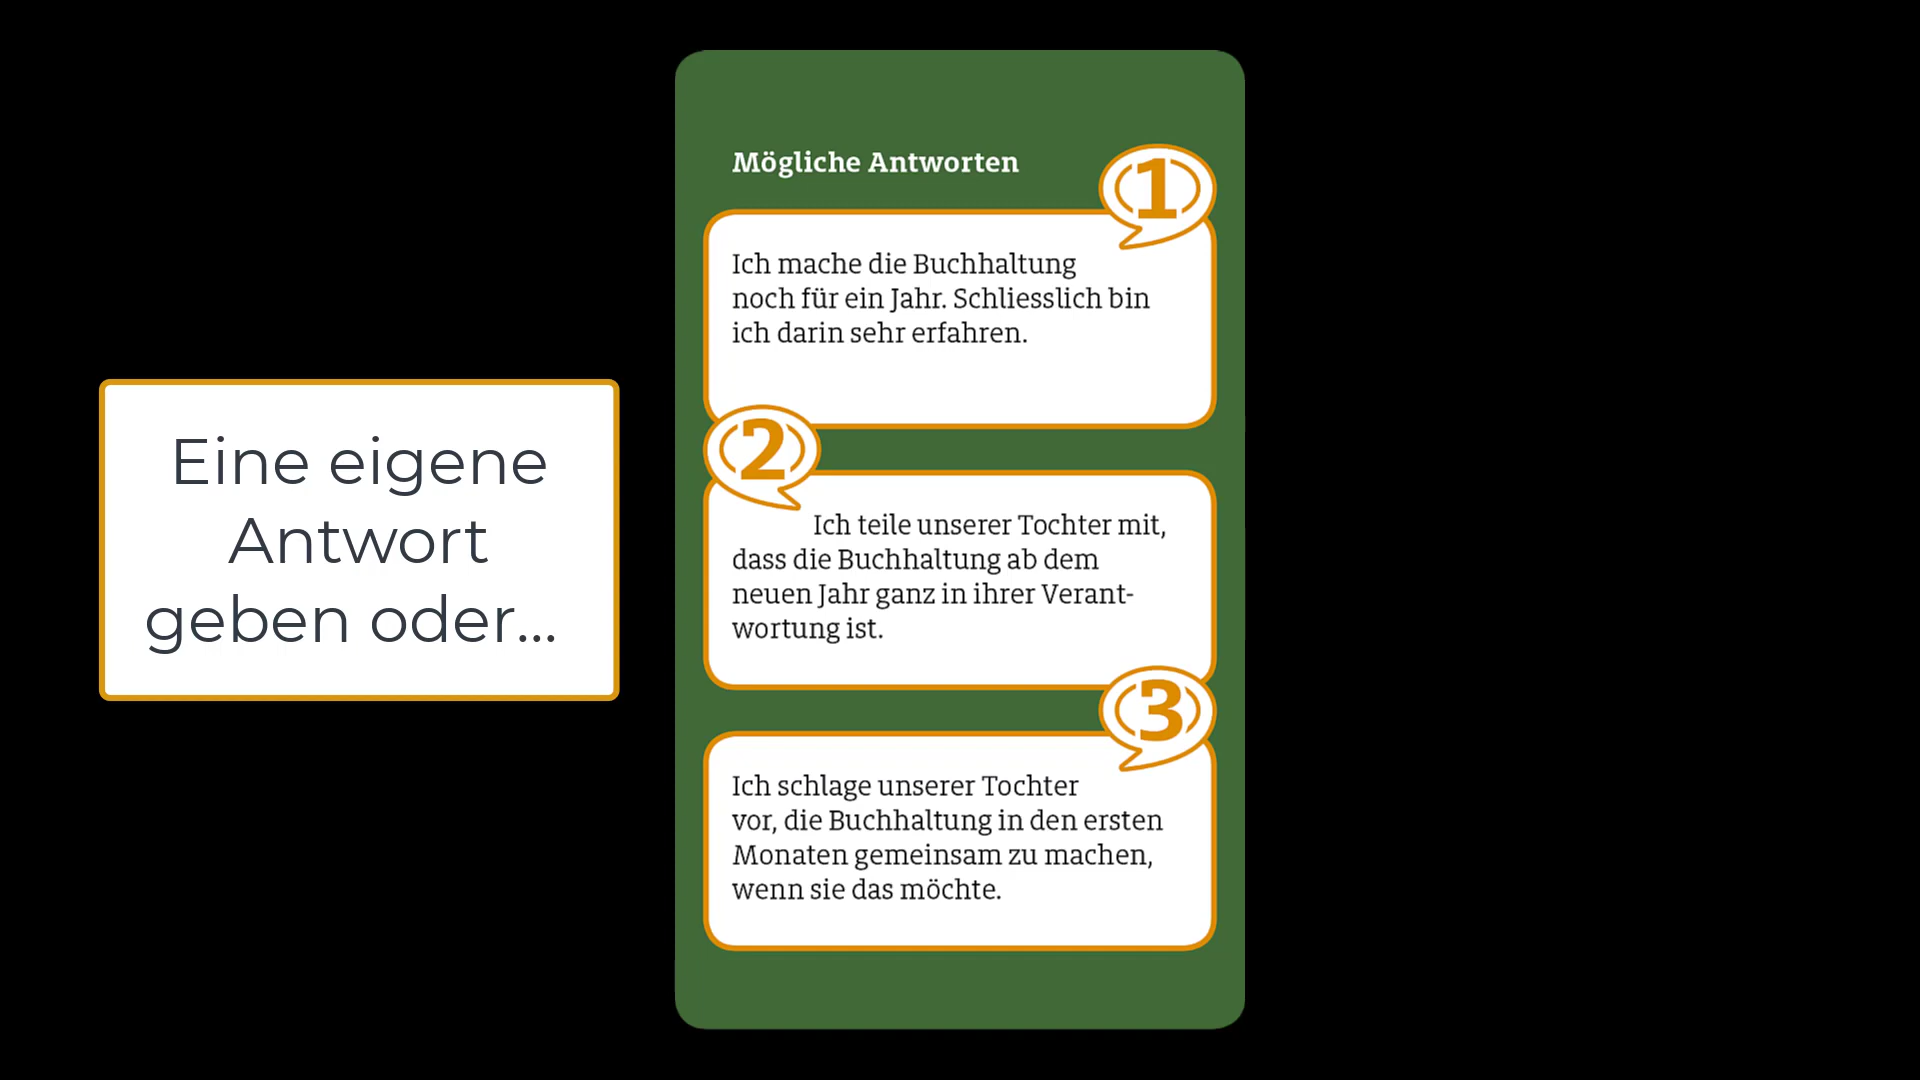 Eine eigene
Antwort
geben oder...
Mögliche Antworten
1
Ich mache die Buchhaltung
noch für ein Jahr. Schliesslich bin
ich darin sehr erfahren.
2
Ich teile unserer Tochter mit,
dass die Buchhaltung ab dem
neuen Jahr ganz in ihrer Verant-
wortung ist.
3
Ich schlage unserer Tochter
vor, die Buchhaltung in den ersten
Monaten gemeinsam zu machen,
wenn sie das möchte.